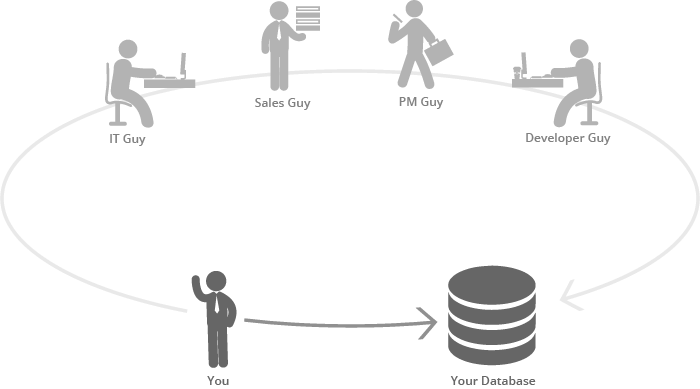 Sales Guy
PM Guy
IT Guy
Developer Guy
You
Your Database